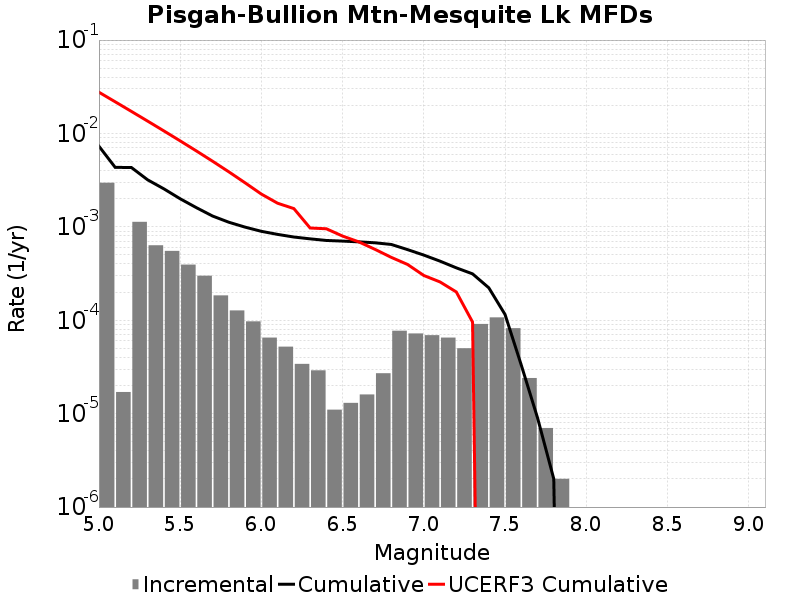 Pisgah-Bullion Mtn-Mesquite Lk MFDs
10-1
10-2
10-3
10-4
10-5
10-6
Rate (1/yr)
5.0 5.5 6.0 6.5 7.0 7.5 8.0 8.5 9.0
Magnitude
Incremental Cumulative UCERF3 Cumulative